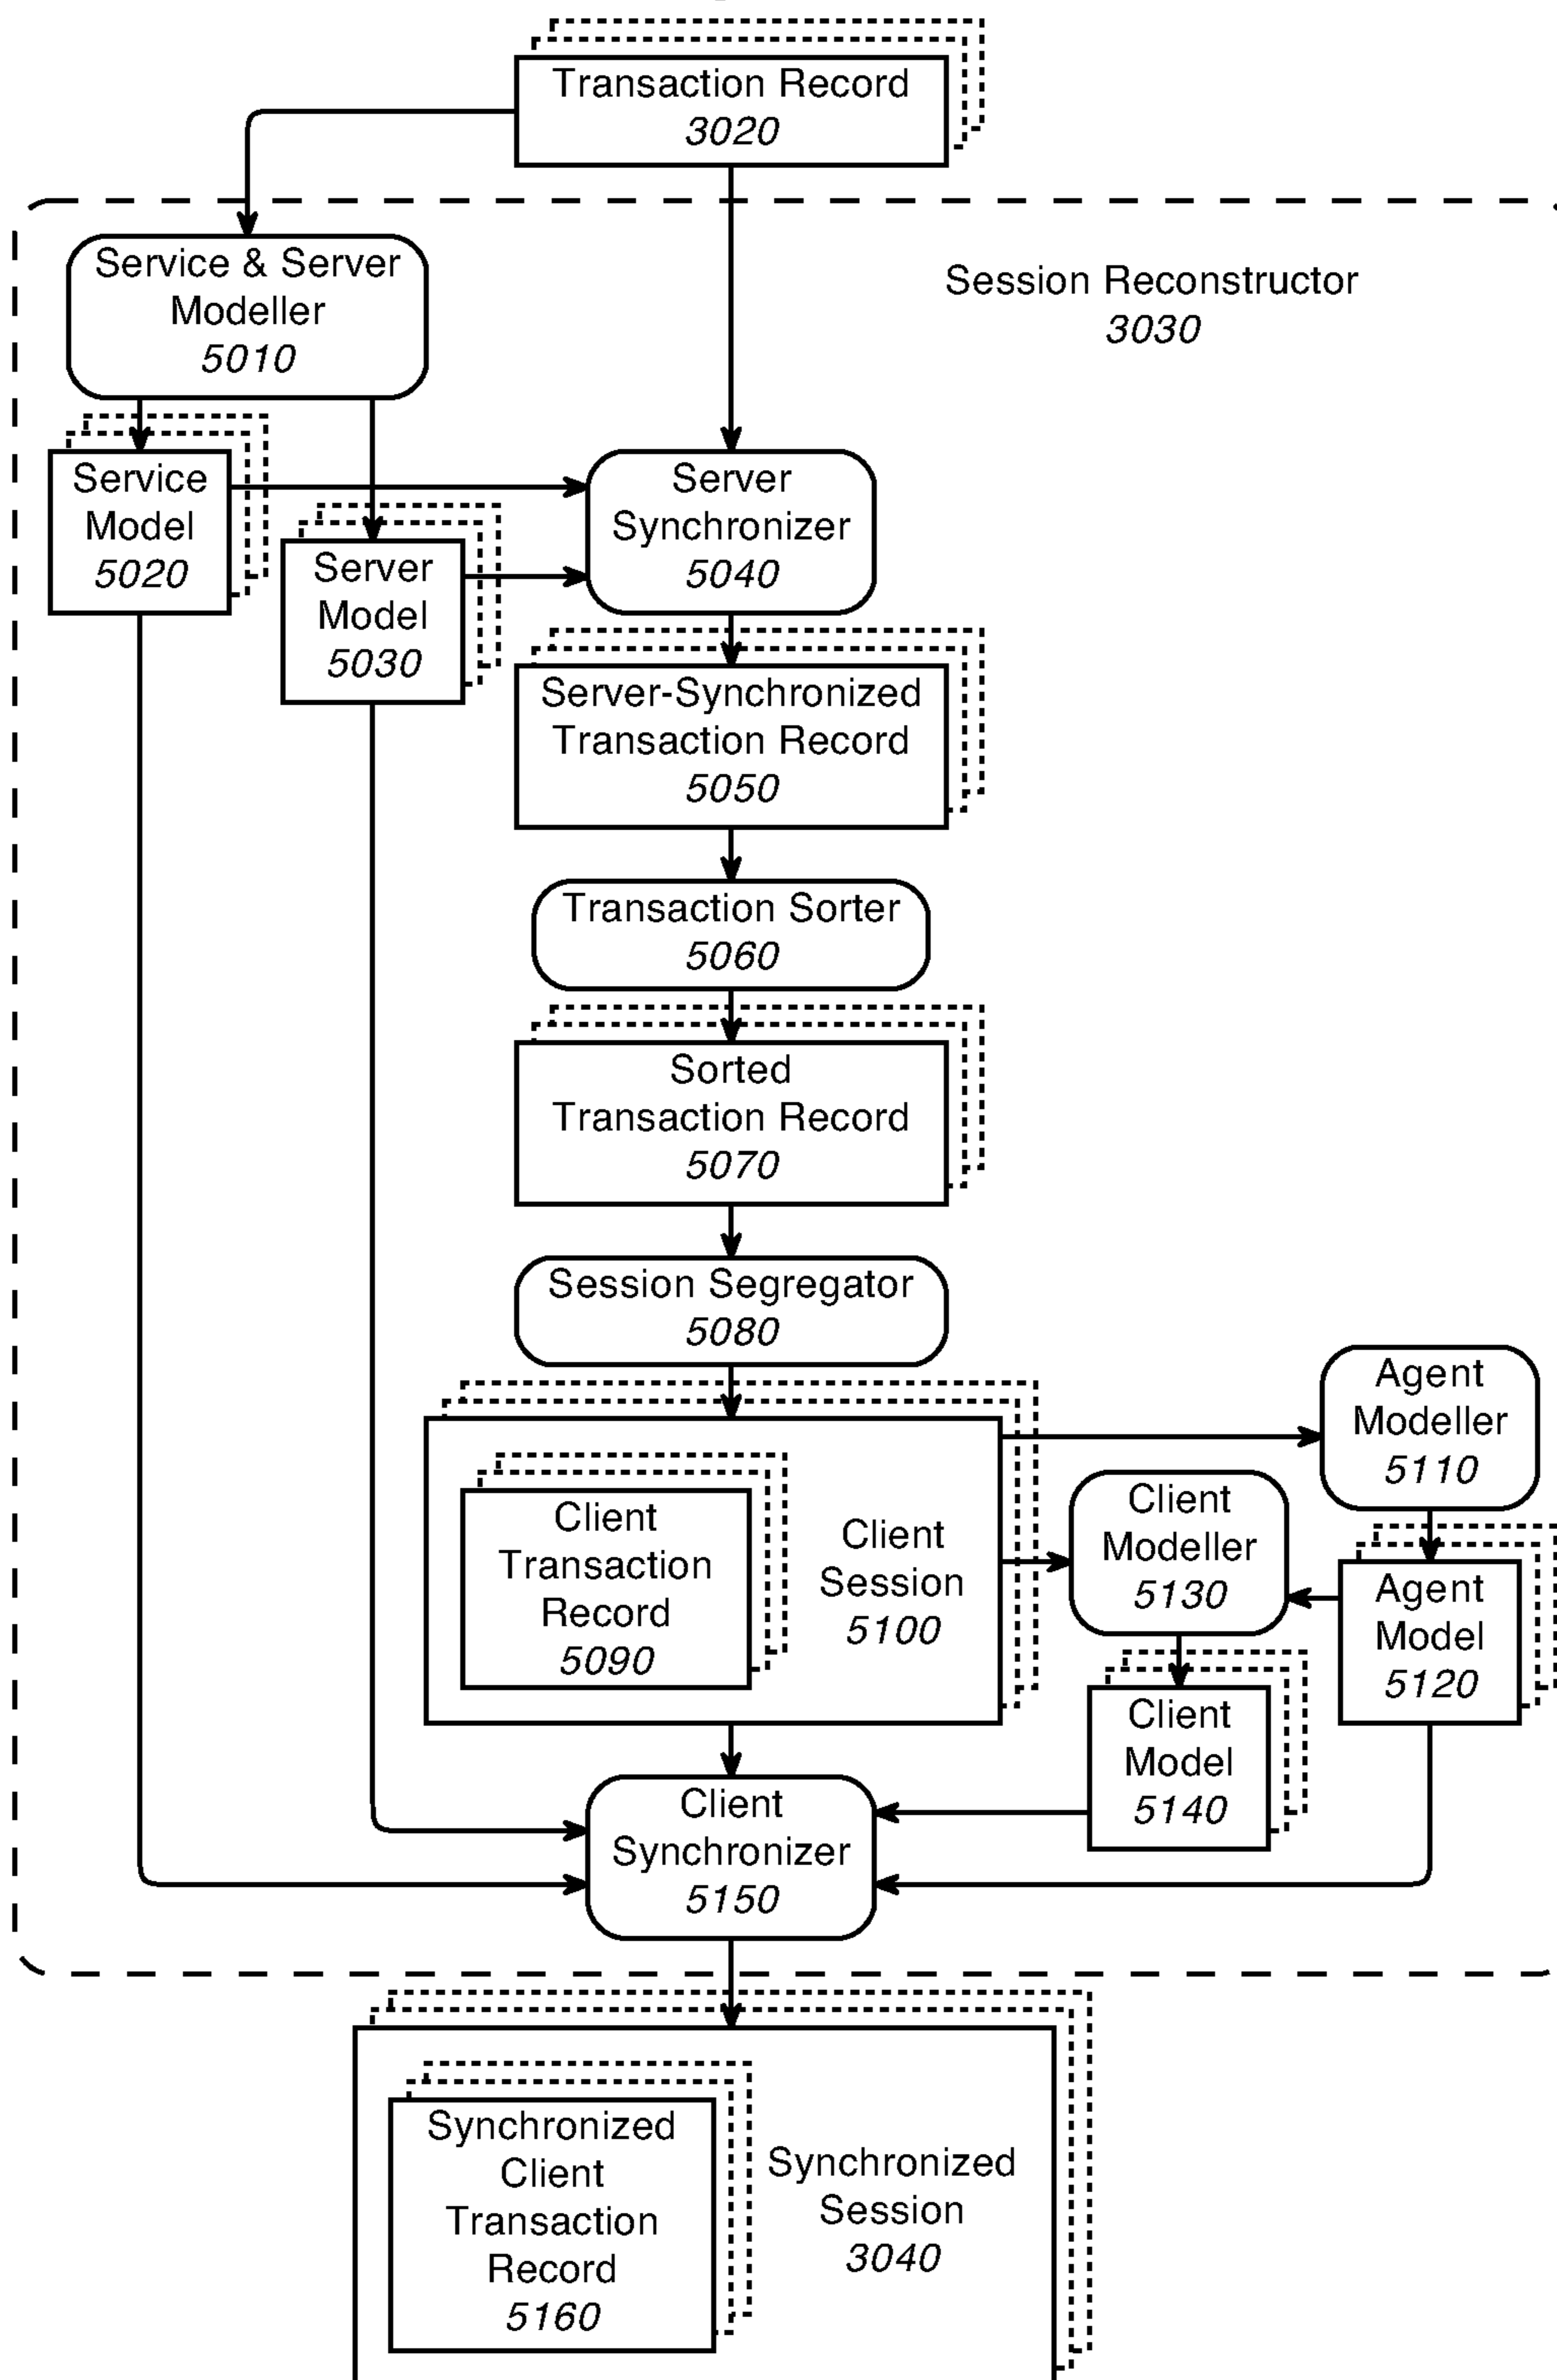 Transaction Record
3020
Service & Server
Modeller
5010
Session Reconstructor
3030
Service
Model
5020
Server
Model
5030
Server
Synchronizer
5040
Server-Synchronized
Transaction Record
5050
Transaction Sorter
5060
Sorted
Transaction Record
5070
Session Segregator
5080
Client
Transaction
Record
5090
Client
Session
5100
Agent
Modeller
5110
Client
Modeller
5130
Agent
Model
5120
Client
Model
5140
Client
Synchronizer
5150
Synchronized
Client
Transaction
Record
5160
Synchronized
Session
3040